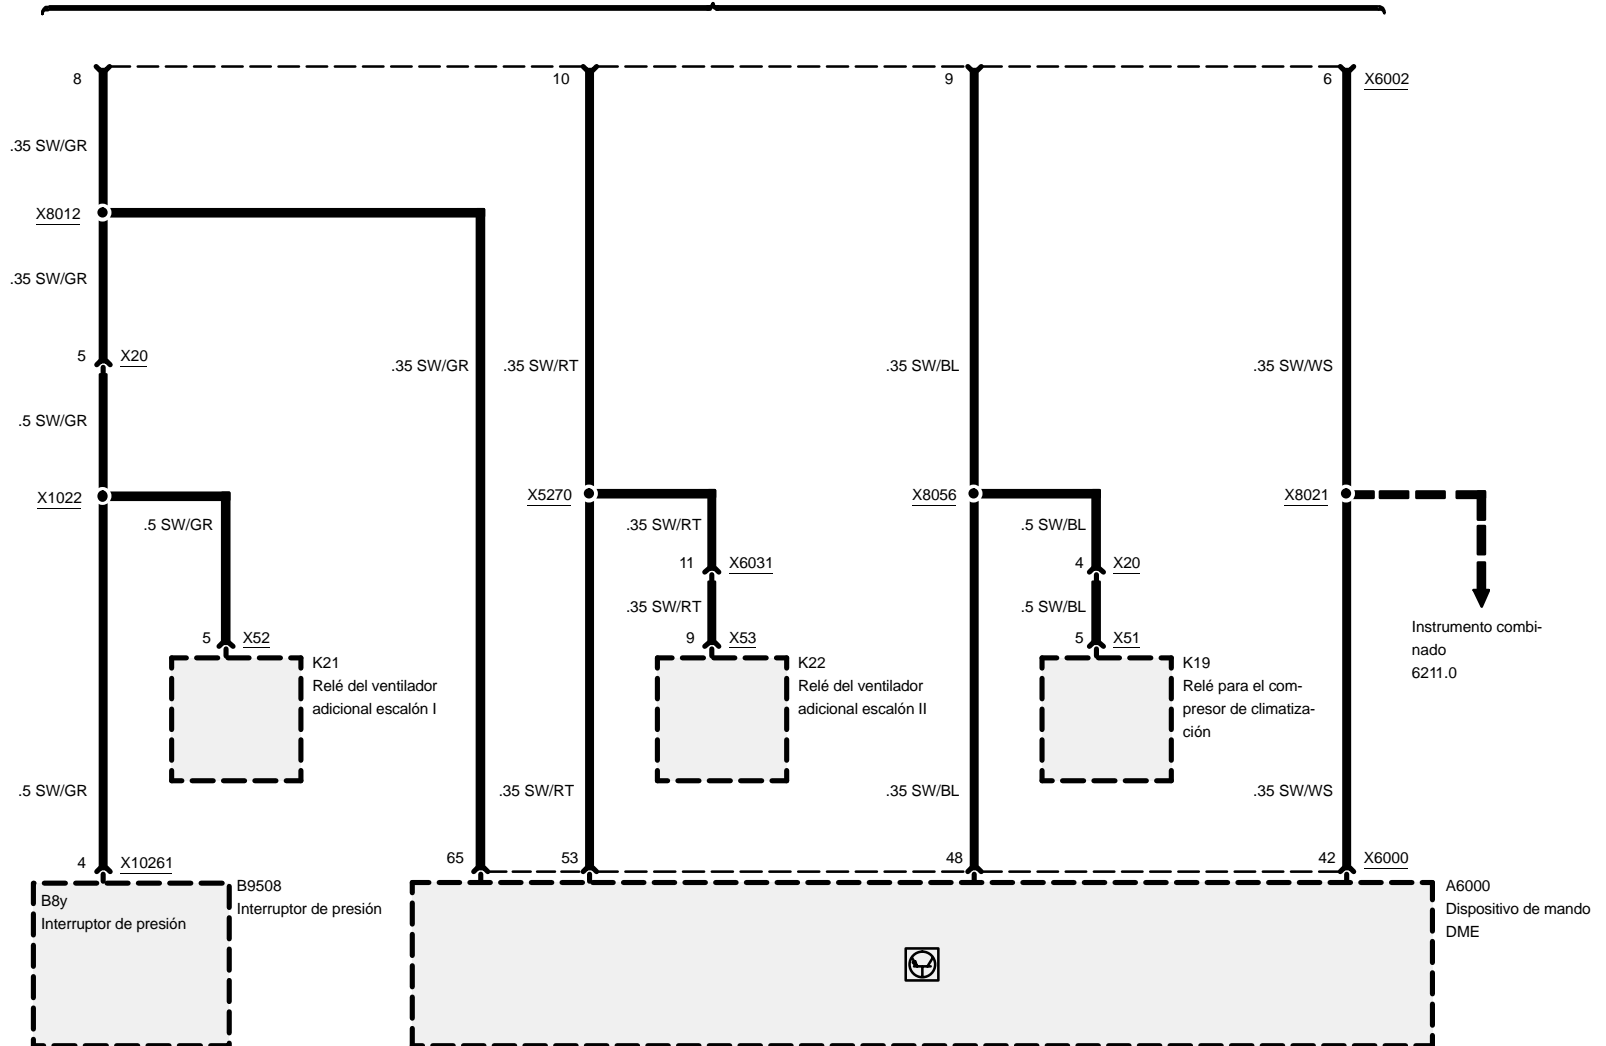 8
10
9
6
X6002
.35 SW/GR
X8012
.35 SW/GR
5
X20
.35 SW/GR
.35 SW/RT
.35 SW/BL
.35 SW/WS
.5 SW/GR
X1022
X5270
X8056
X8021
.5 SW/GR
.35 SW/RT
.5 SW/BL
11
X6031
4
X20
.35 SW/RT
.5 SW/BL
5
X52
9
X53
5
X51
Instrumento combi-
nado
6211.0
K21
Relé del ventilador
adicional escalón I
K22
Relé del ventilador
adicional escalón II
K19
Relé para el com-
presor de climatiza-
ción
.5 SW/GR
.35 SW/RT
.35 SW/BL
.35 SW/WS
4
X10261
65
53
48
42
X6000
B8y
Interruptor de presión
B9508
Interruptor de presión
A6000
Dispositivo de mando
DME